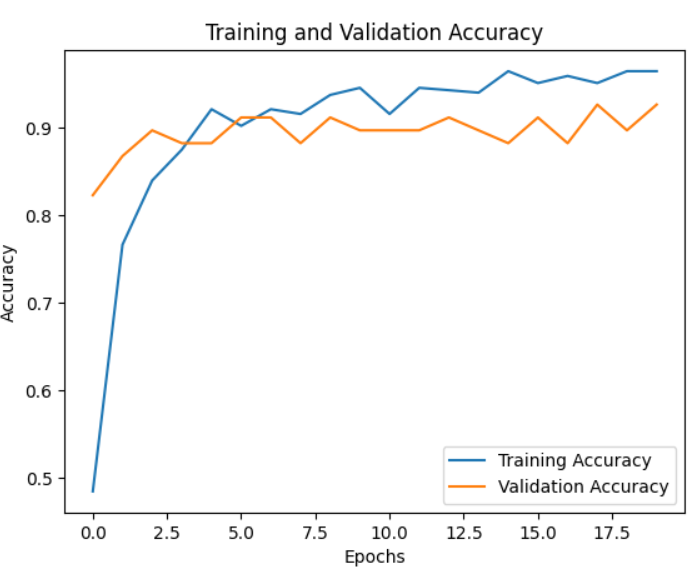 Training and Validation Accuracy
Accuracy
0.9
0.8
0.7
0.6
0.5
Training Accuracy
Validation Accuracy
0.0 2.5 5.0 7.5 10.0 12.5 15.0 17.5
Epochs